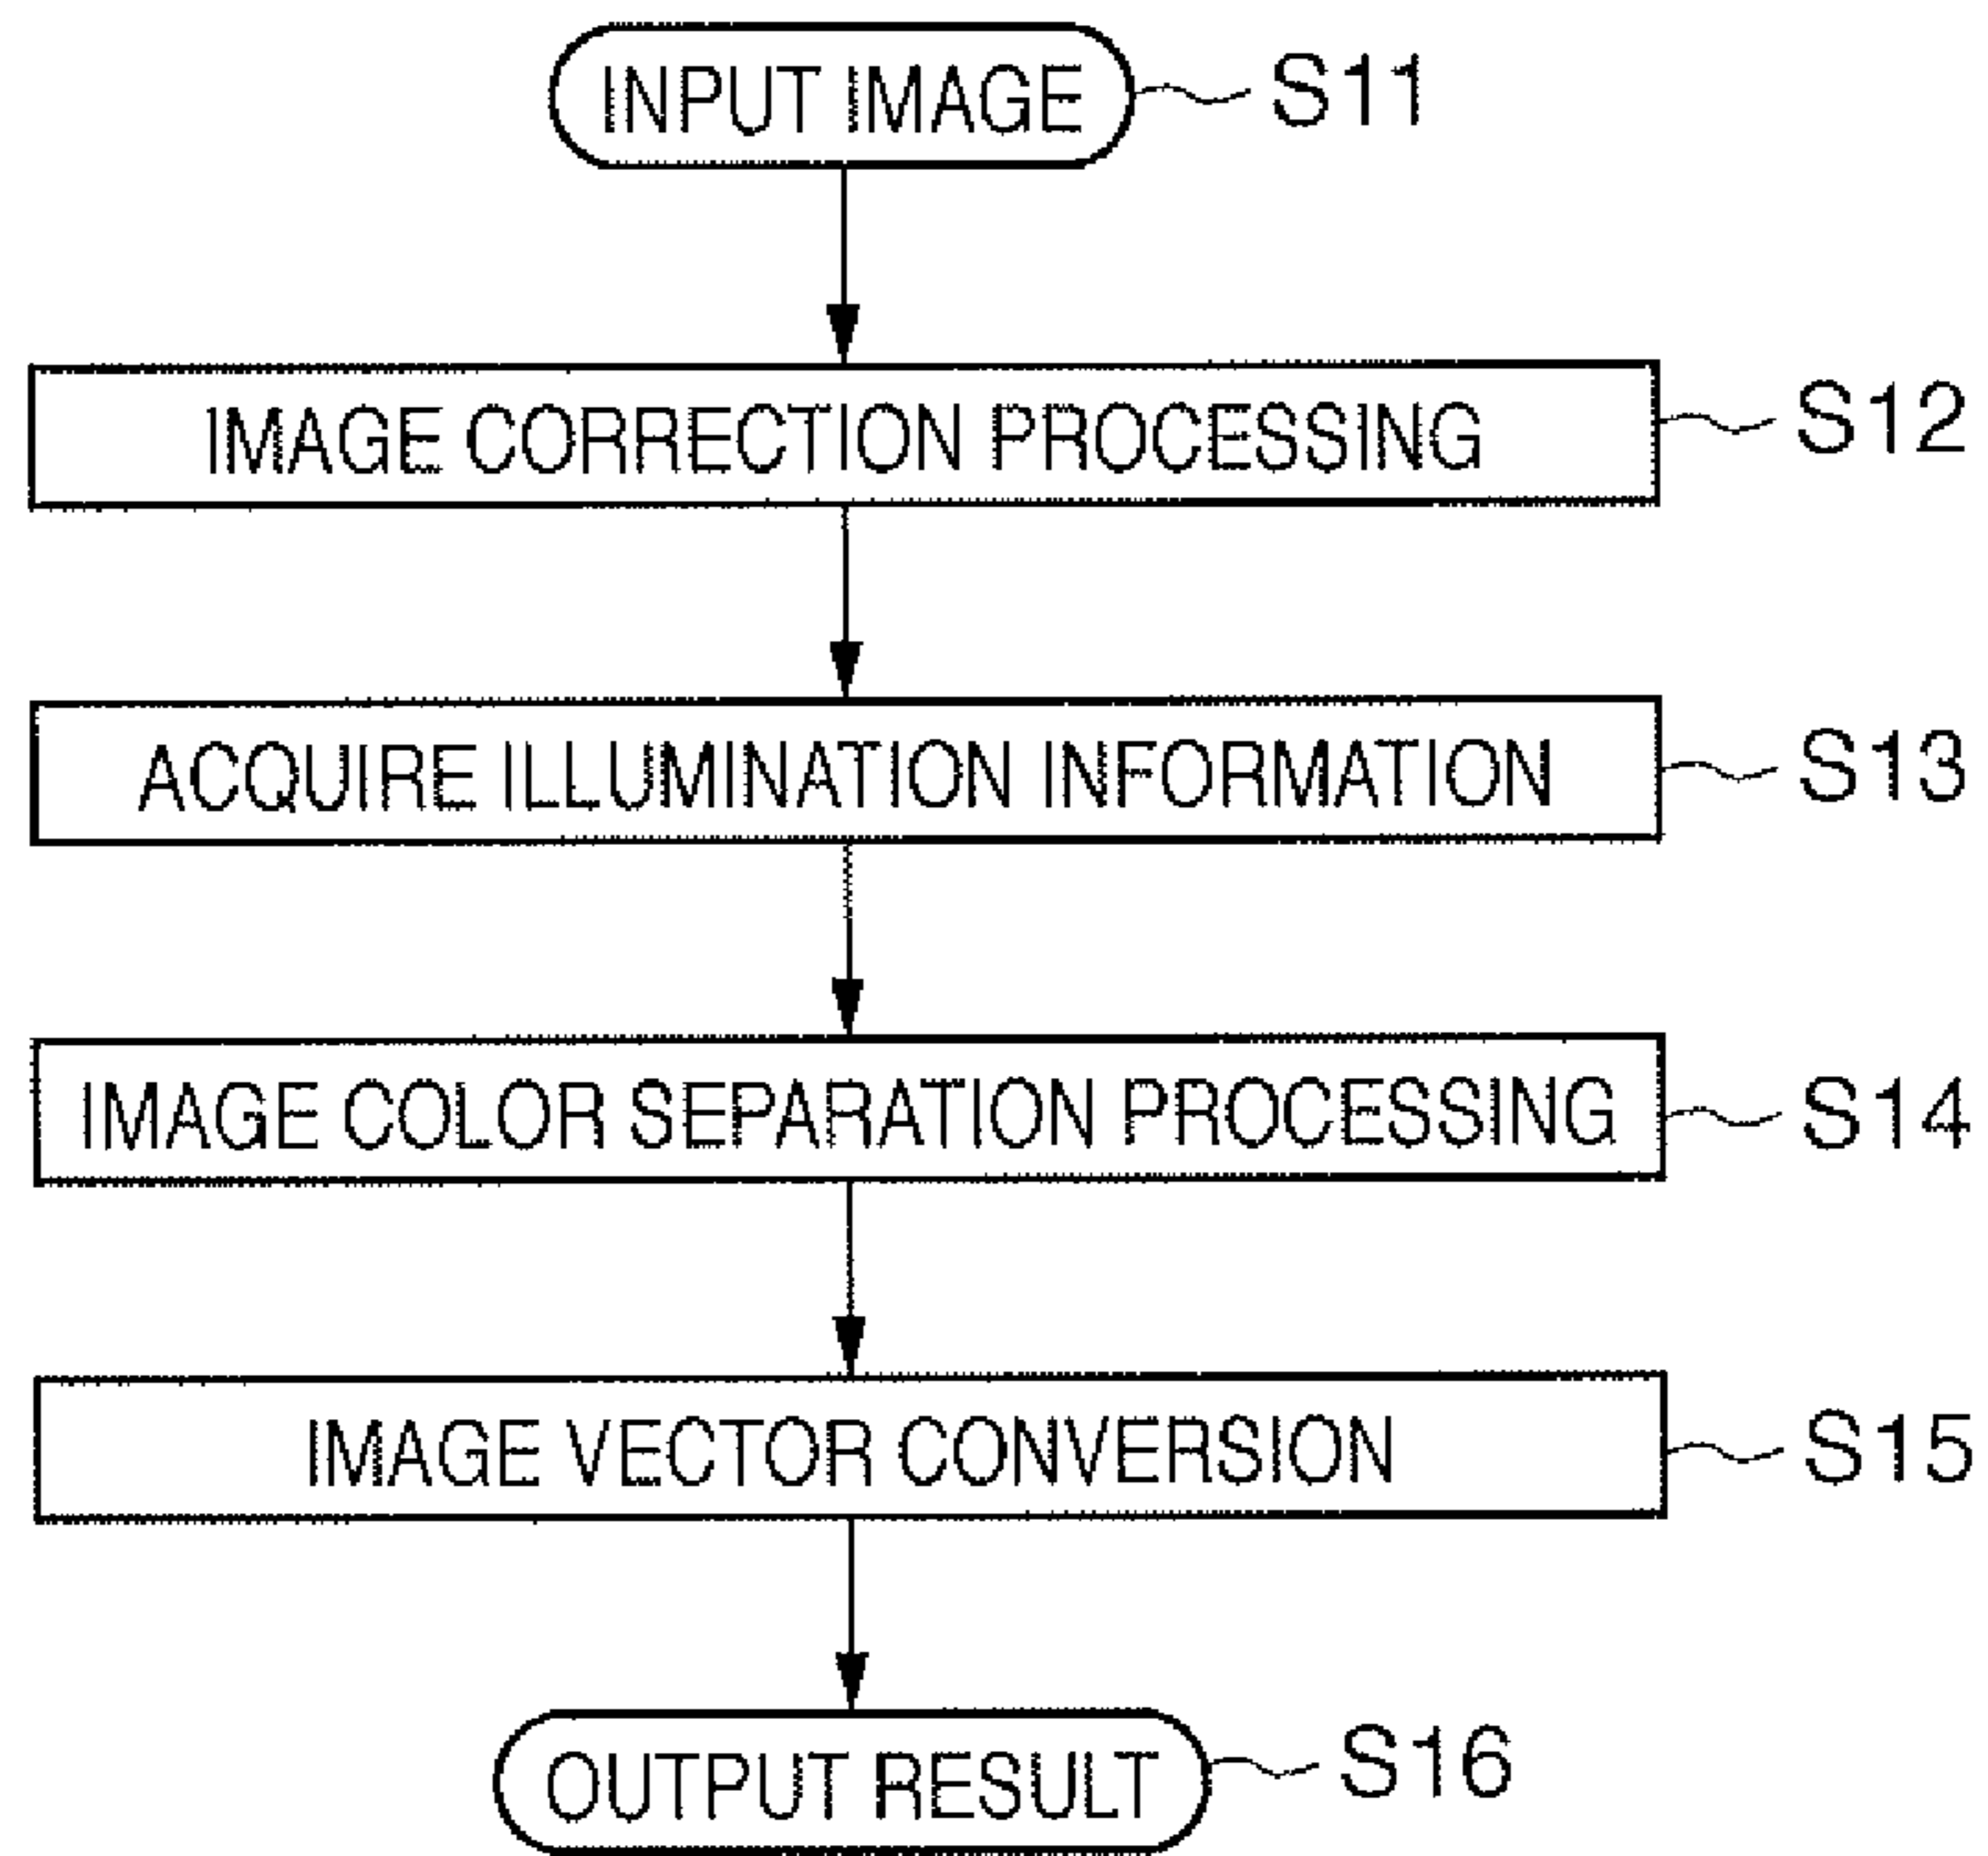 INPUT IMAGE S11
IMAGE CORRECTION PROCESSING S12
ACQUIRE ILLUMINATION INFORMATION S13
IMAGE COLOR SEPARATION PROCESSING S14
IMAGE VECTOR CONVERSION S15
OUTPUT RESULT S16